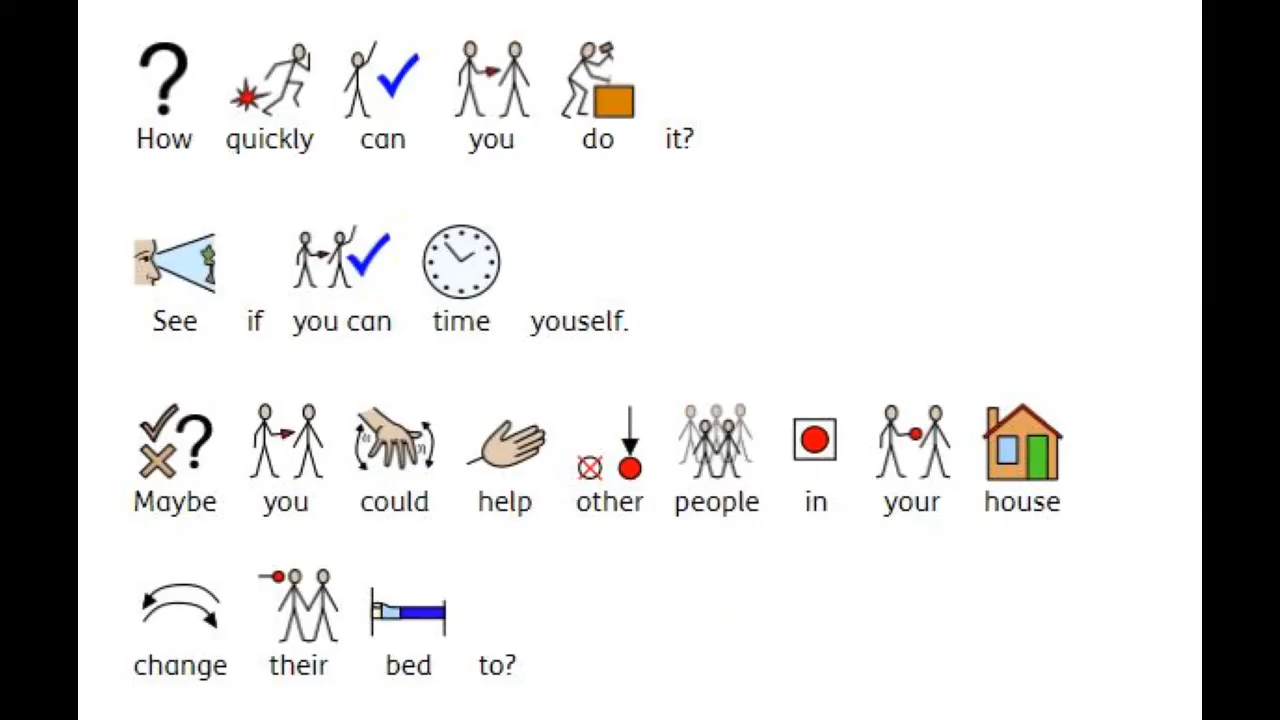 How quickly can you do it?
See if you can time youself.
Maybe you could help other people in your house
change their bed to?